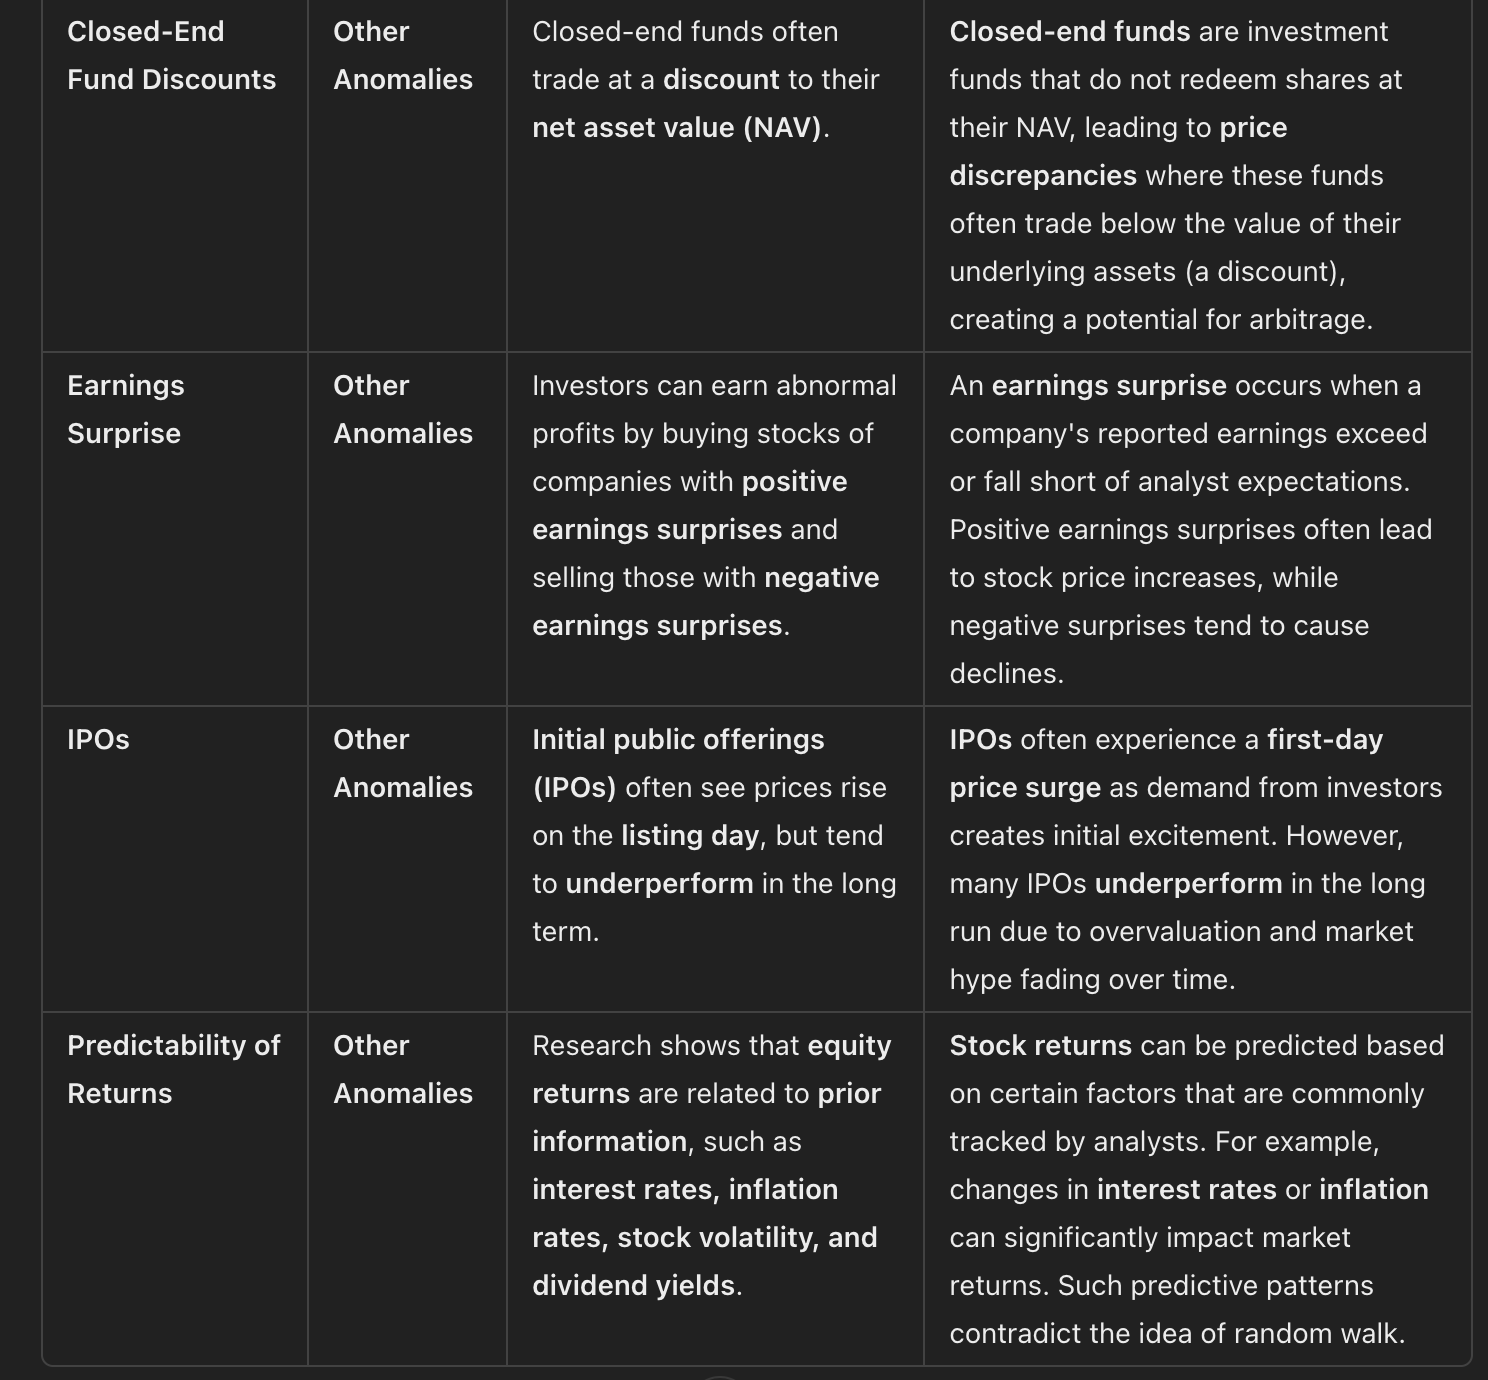 Closed-End
Fund Discounts
Other
Anomalies
Closed-end funds often
trade at a discount to their
net asset value (NAV).
Closed-end funds are investment
funds that do not redeem shares at
their NAV, leading to price
discrepancies where these funds
often trade below the value of their
underlying assets (a discount),
creating a potential for arbitrage.
Earnings
Surprise
Other
Anomalies
Investors can earn abnormal
profits by buying stocks of
companies with positive
earnings surprises and
selling those with negative
earnings surprises.
An earnings surprise occurs when a
company's reported earnings exceed
or fall short of analyst expectations.
Positive earnings surprises often lead
to stock price increases, while
negative surprises tend to cause
declines.
IPOs
Other
Anomalies
Initial public offerings
(IPOs) often see prices rise
on the listing day, but tend
to underperform in the long
term.
IPOs often experience a first-day
price surge as demand from investors
creates initial excitement. However,
many IPOs underperform in the long
run due to overvaluation and market
hype fading over time.
Predictability of
Returns
Other
Anomalies
Research shows that equity
returns are related to prior
information, such as
interest rates, inflation
rates, stock volatility, and
dividend yields.
Stock returns can be predicted based
on certain factors that are commonly
tracked by analysts. For example,
changes in interest rates or inflation
can significantly impact market
returns. Such predictive patterns
contradict the idea of random walk.